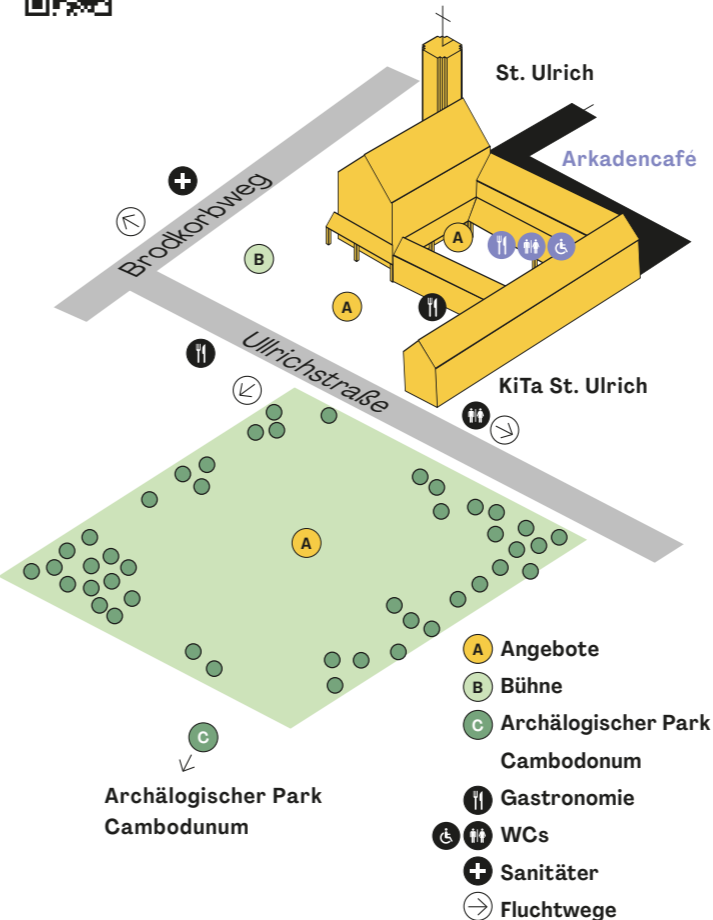 St. Ulrich
Arkadencafé
Brodkorbweg
B
A
A
Ullrichstraße
KiTa St. Ulrich
A
C
Archälogischer Park
Cambodunum
A Angebote
B Bühne
C Archälogischer Park
Cambodonum
Gastronomie
WCs
Sanitäter
Fluchtwege